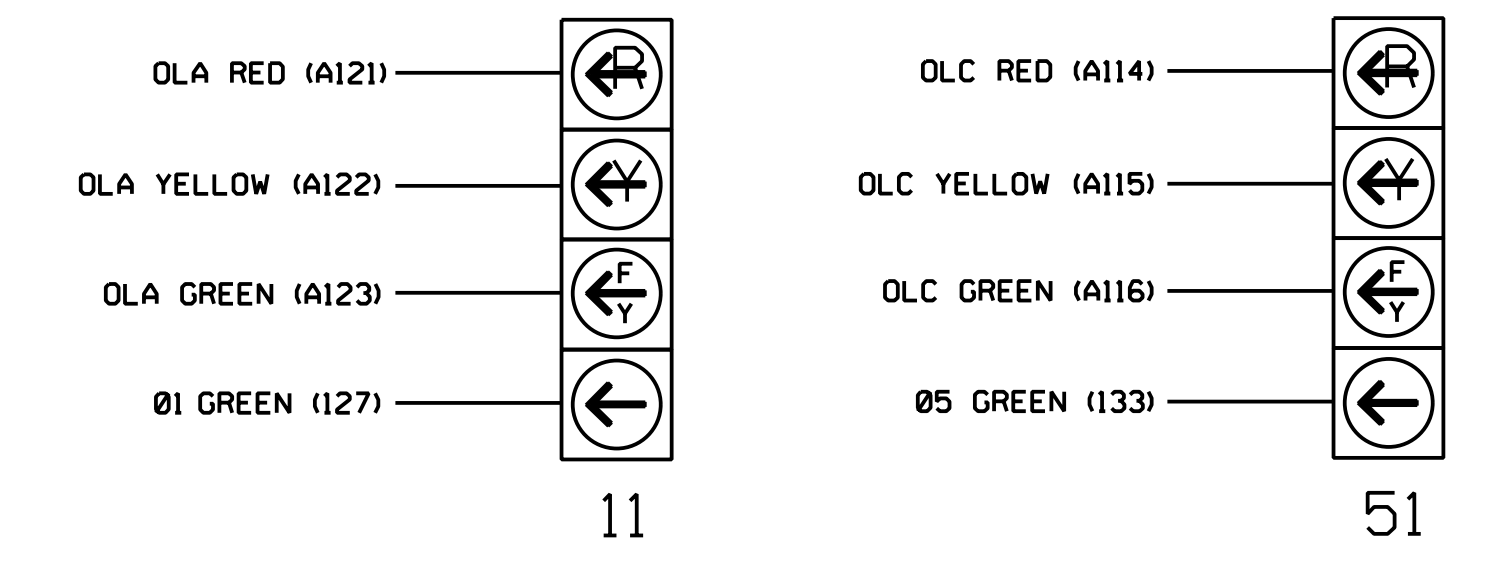 OLA RED (A121)
R
OLA YELLOW (A122)
Y
OLA GREEN (A123)
F
Y
Ø1 GREEN (127)
11
OLC RED (A114)
R
OLC YELLOW (A115)
Y
OLC GREEN (A116)
F
Y
Ø5 GREEN (133)
51